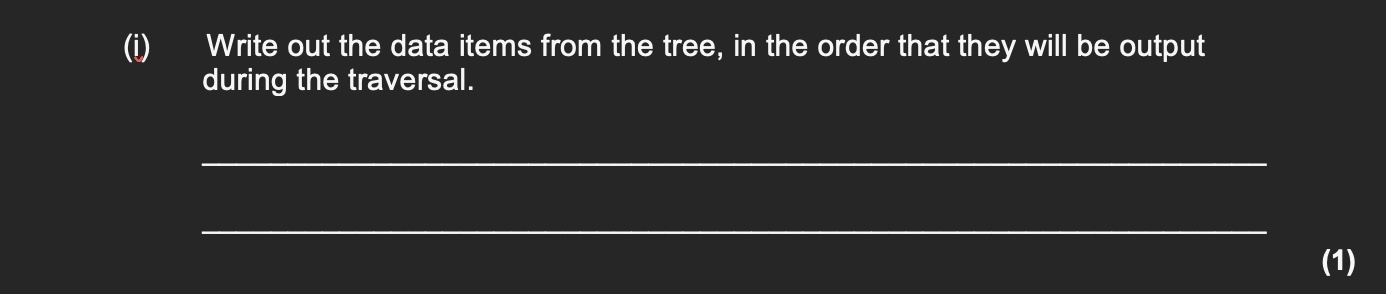 (i) Write out the data items from the tree, in the order that they will be output
during the traversal.
(1)